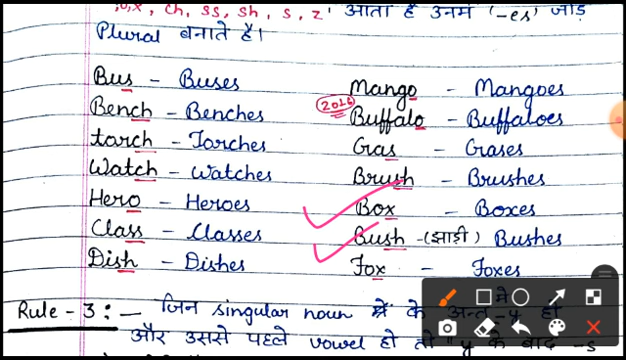 ,o,x, ch, ss, sh, s, z' आता है उनमें '-es' जोड़
Plural बनाते है।
Bus - Buses
Bench - Benches
Torch - Torches
Watch - Watches
Hero - Heroes
Class - Classes
Dish - Dishes
Mango - Mangoes
2016
Buffalo - Buffaloes
Gas - Gases
Brush - Brushes
Box - Boxes
Bush - (झाड़ी) Bushes
Fox - Foxes
Rule - 3 : - जिन singular noun में के अन्त -y हो
और उससे पहले vowel हो तो "y के बाद -s